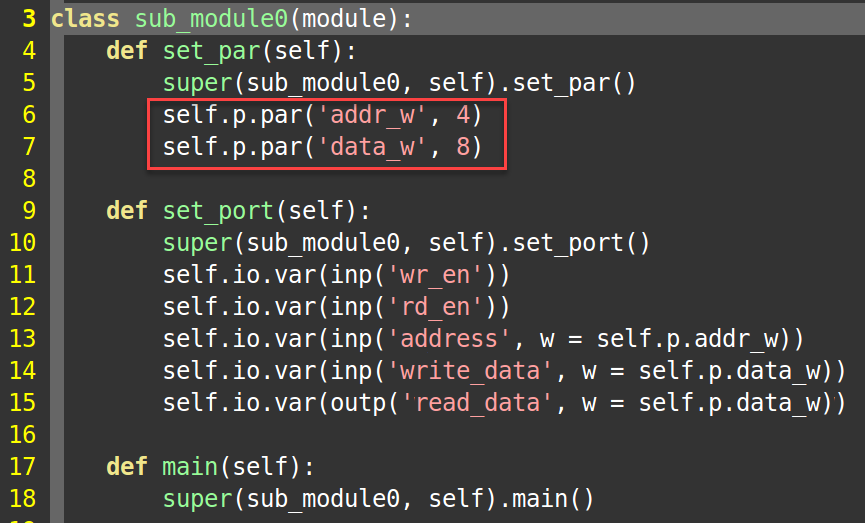 3 class sub_module0(module):
4     def set_par(self):
5         super(sub_module0, self).set_par()
6         self.p.par('addr_w', 4)
7         self.p.par('data_w', 8)
8
9     def set_port(self):
10         super(sub_module0, self).set_port()
11         self.io.var(inp('wr_en'))
12         self.io.var(inp('rd_en'))
13         self.io.var(inp('address', w = self.p.addr_w))
14         self.io.var(inp('write_data', w = self.p.data_w))
15         self.io.var(outp('read_data', w = self.p.data_w))
16
17     def main(self):
18         super(sub_module0, self).main()